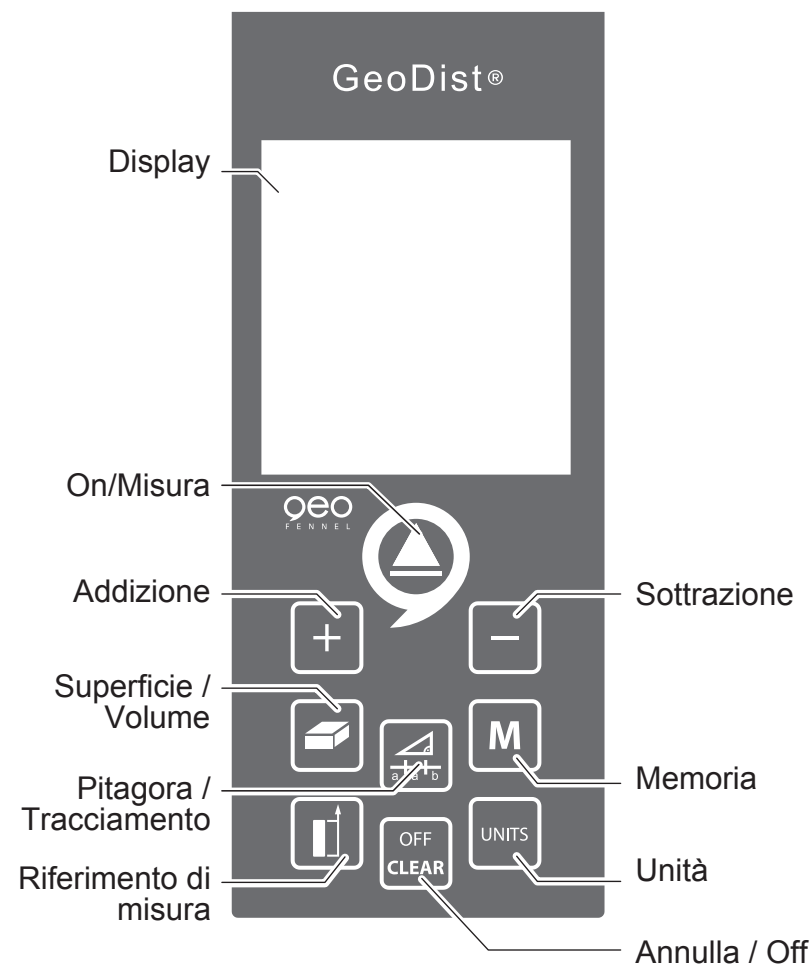 GeoDist®
Display
On/Misura
geo
FENNEL
Addizione
Sottrazione
Superficie /
Volume
M
Memoria
a a b
Pitagora /
Tracciamento
OFF
CLEAR
UNITS
Unità
Riferimento di
misura
Annulla / Off